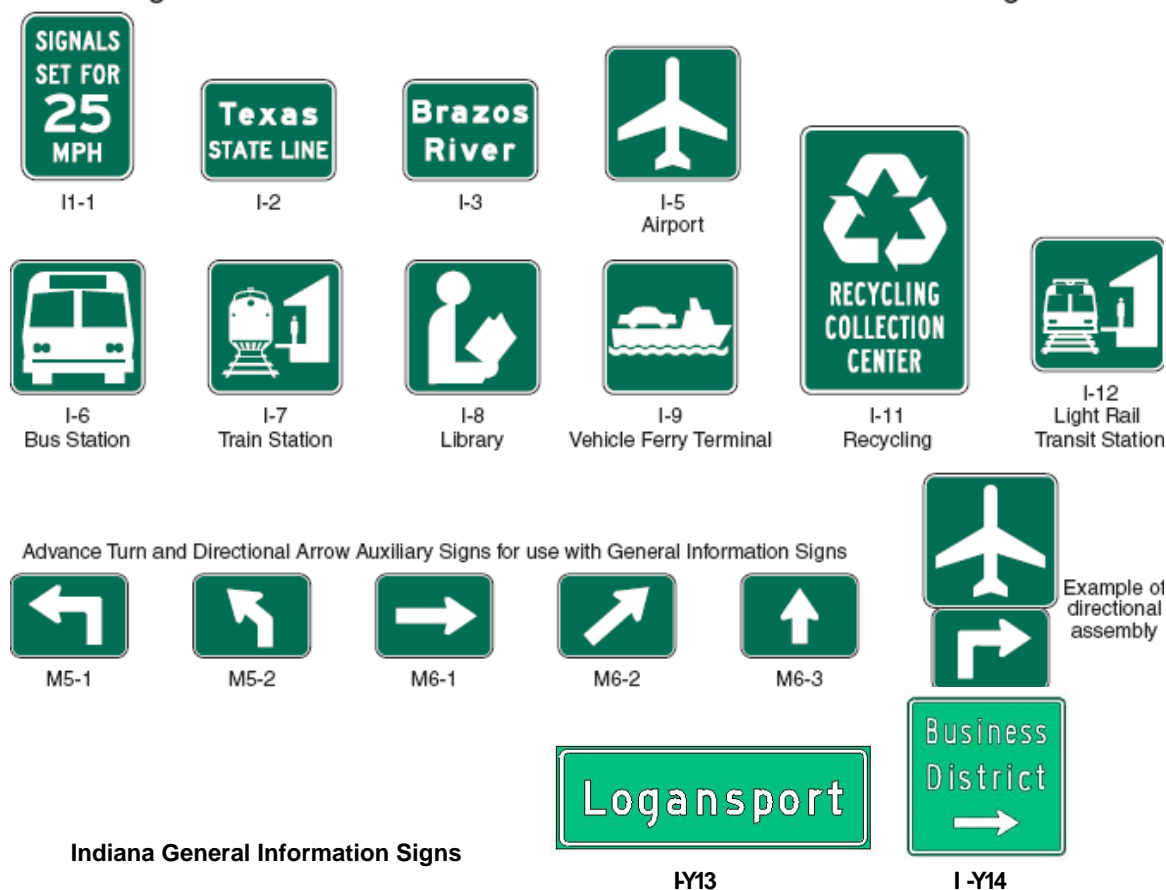 SIGNALS
SET FOR
25
MPH
I1-1
Texas
STATE LINE
I-2
Brazos
River
I-3
I-5
Airport
RECYCLING
COLLECTION
CENTER
I-11
Recycling
I-6
Bus Station
I-7
Train Station
I-8
Library
I-9
Vehicle Ferry Terminal
I-12
Light Rail
Transit Station
Advance Turn and Directional Arrow Auxiliary Signs for use with General Information Signs
M5-1
M5-2
M6-1
M6-2
M6-3
Example of
directional
assembly
Logansport
I-Y13
Business
District
I -Y14
Indiana General Information Signs